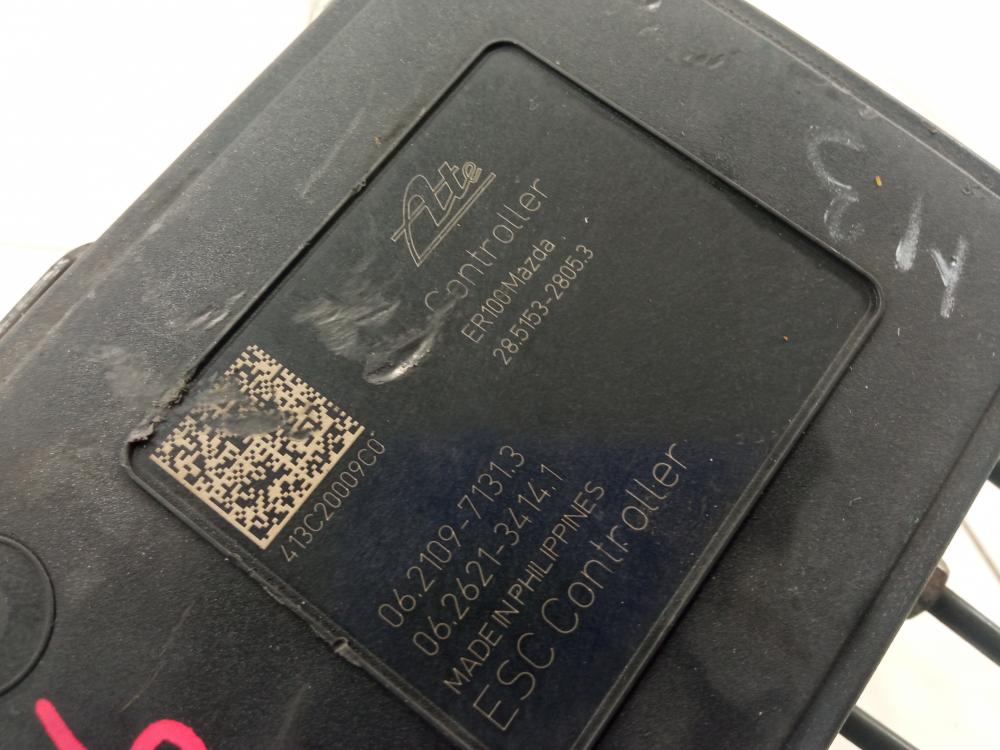 Ate
Controller
ER100 Mazda
28.5153-2805.3
413C20009C0
06.2109-7131.3
06.2621-3414.1
MADE IN PHILIPPINES
ESC Controller